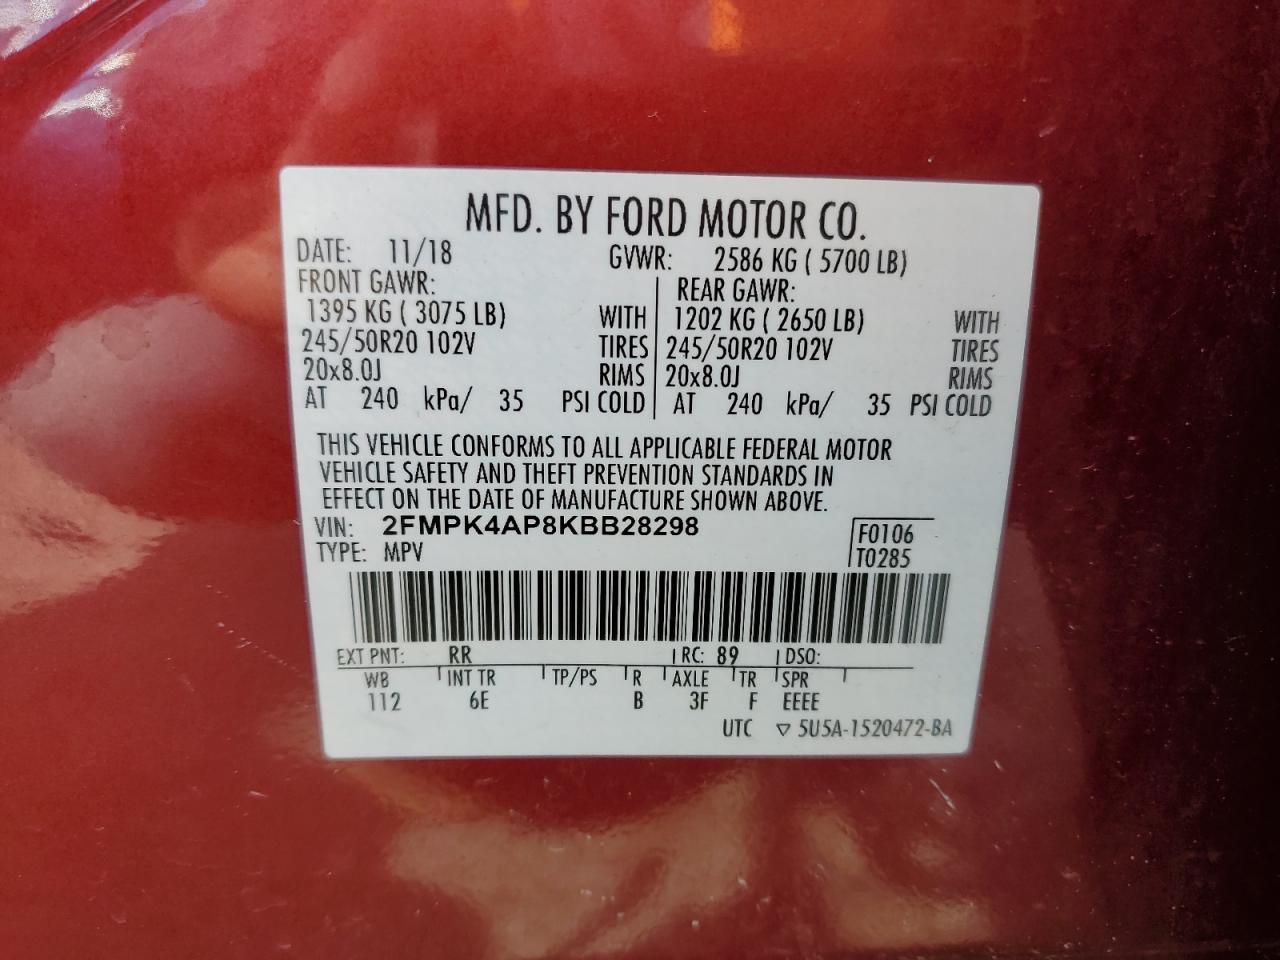 MFD. BY FORD MOTOR CO.
DATE: 11/18 GVWR: 2586 KG ( 5700 LB)
FRONT GAWR: REAR GAWR:
1395 KG ( 3075 LB) WITH 1202 KG ( 2650 LB) WITH
245/50R20 102V TIRES 245/50R20 102V TIRES
20x8.0J RIMS 20x8.0J RIMS
AT 240 kPa/ 35 PSI COLD AT 240 kPa/ 35 PSI COLD
THIS VEHICLE CONFORMS TO ALL APPLICABLE FEDERAL MOTOR
VEHICLE SAFETY AND THEFT PREVENTION STANDARDS IN
EFFECT ON THE DATE OF MANUFACTURE SHOWN ABOVE.
VIN: 2FMPK4AP8KBB28298 F0106
TYPE: MPV T0285
EXT PNT: RR RC: 89 DSO:
WB INT TR TP/PS R AXLE TR SPR
112 6E B 3F F EEEE
UTC ▽ 5U5A-1520472-BA